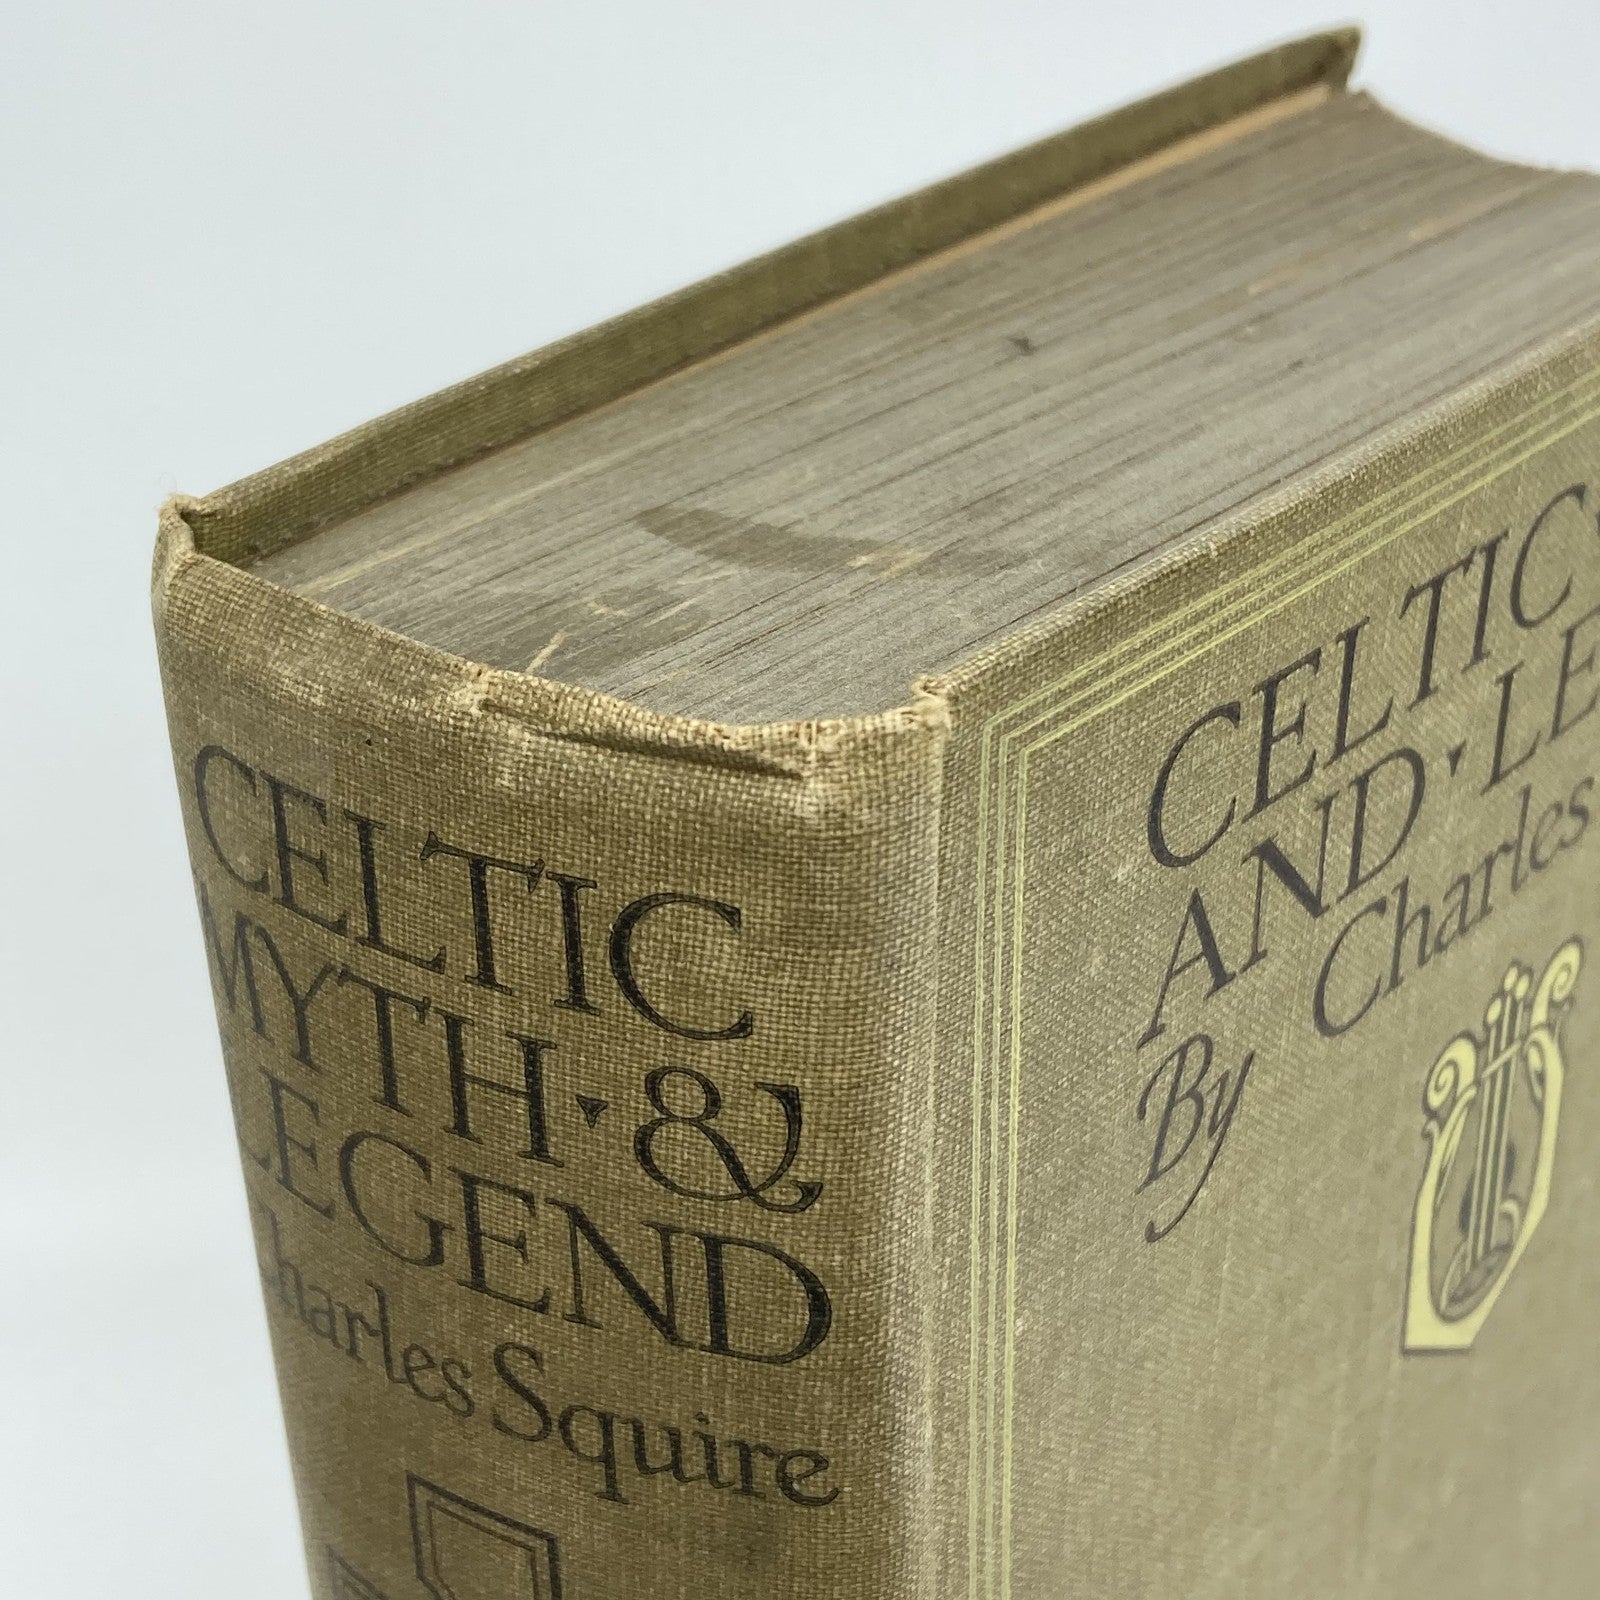 CELTIC
MYTH · &
LEGEND
Charles Squire
CELTIC
AND · LE
By Charles